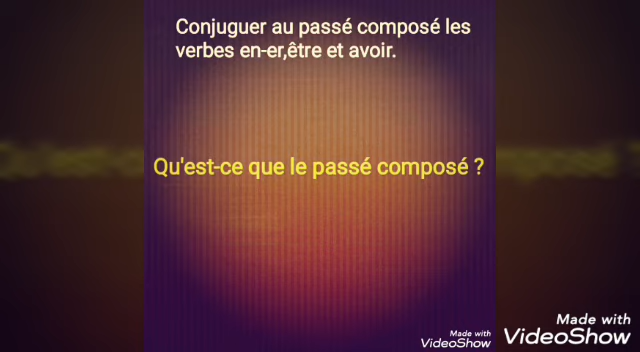 Conjuguer au passé composé les
verbes en-er,être et avoir.
Qu'est-ce que le passé composé ?
Made with
VideoShow
Made with
VideoShow